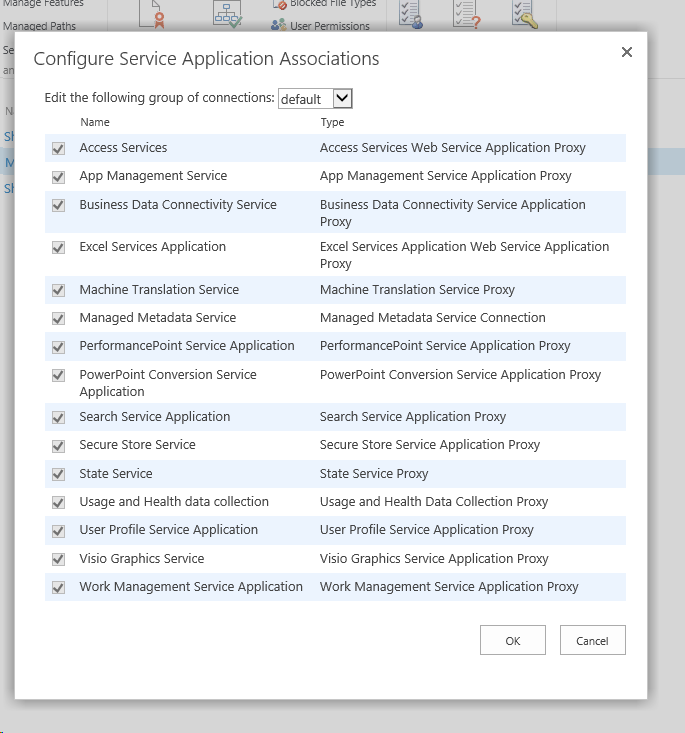 Manage Features
Blocked File Types
Managed Paths
User Permissions
Se
an
Configure Service Application Associations
Edit the following group of connections: default
Name Type
Access Services Access Services Web Service Application Proxy
App Management Service App Management Service Application Proxy
Business Data Connectivity Service Business Data Connectivity Service Application
Proxy
Excel Services Application Excel Services Application Web Service Application
Proxy
Machine Translation Service Machine Translation Service Proxy
Managed Metadata Service Managed Metadata Service Connection
PerformancePoint Service Application PerformancePoint Service Application Proxy
PowerPoint Conversion Service PowerPoint Conversion Service Application Proxy
Application
Search Service Application Search Service Application Proxy
Secure Store Service Secure Store Service Application Proxy
State Service State Service Proxy
Usage and Health data collection Usage and Health Data Collection Proxy
User Profile Service Application User Profile Service Application Proxy
Visio Graphics Service Visio Graphics Service Application Proxy
Work Management Service Application Work Management Service Application Proxy
OK Cancel